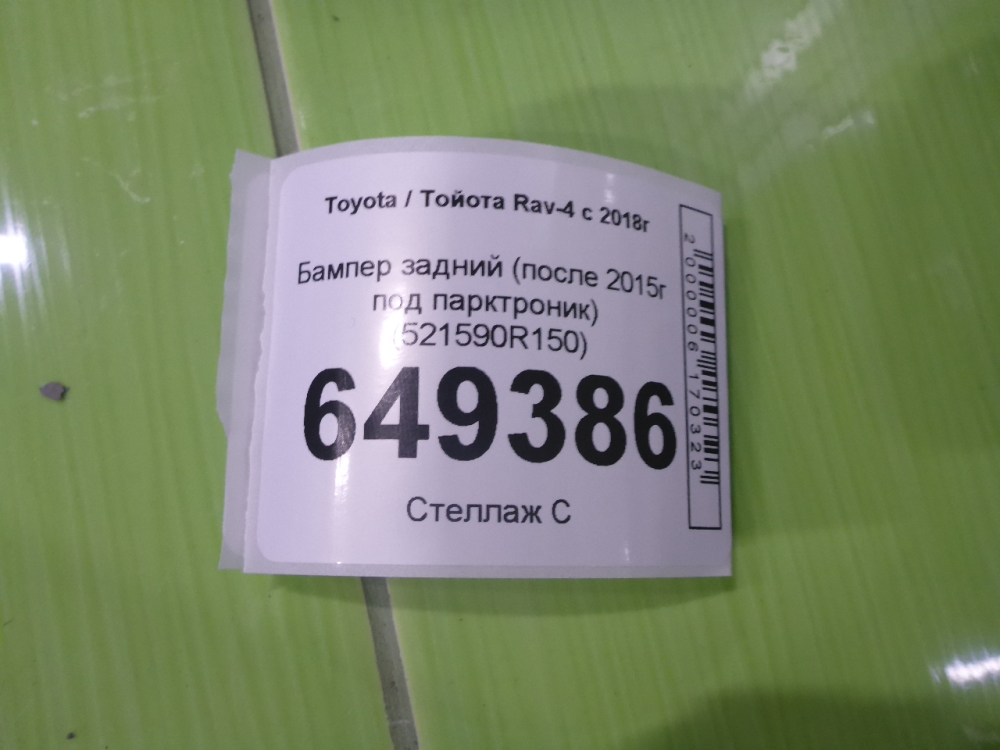 Toyota / Тойота Rav-4 с 2018г
Бампер задний (после 2015г
под парктроник)
(521590R150)
649386
Стеллаж С
2000006170323